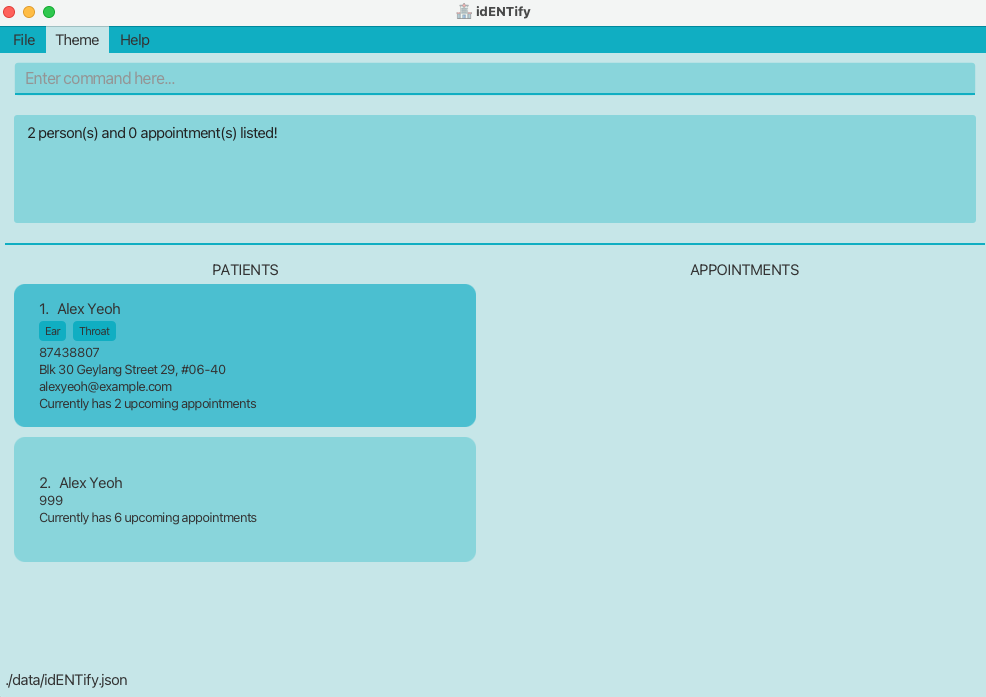 idENTify
File Theme Help
Enter command here...
2 person(s) and 0 appointment(s) listed!
PATIENTS
1. Alex Yeoh
Ear Throat
87438807
Blk 30 Geylang Street 29, #06-40
alexyeoh@example.com
Currently has 2 upcoming appointments
2. Alex Yeoh
999
Currently has 6 upcoming appointments
APPOINTMENTS
./data/idENTify.json